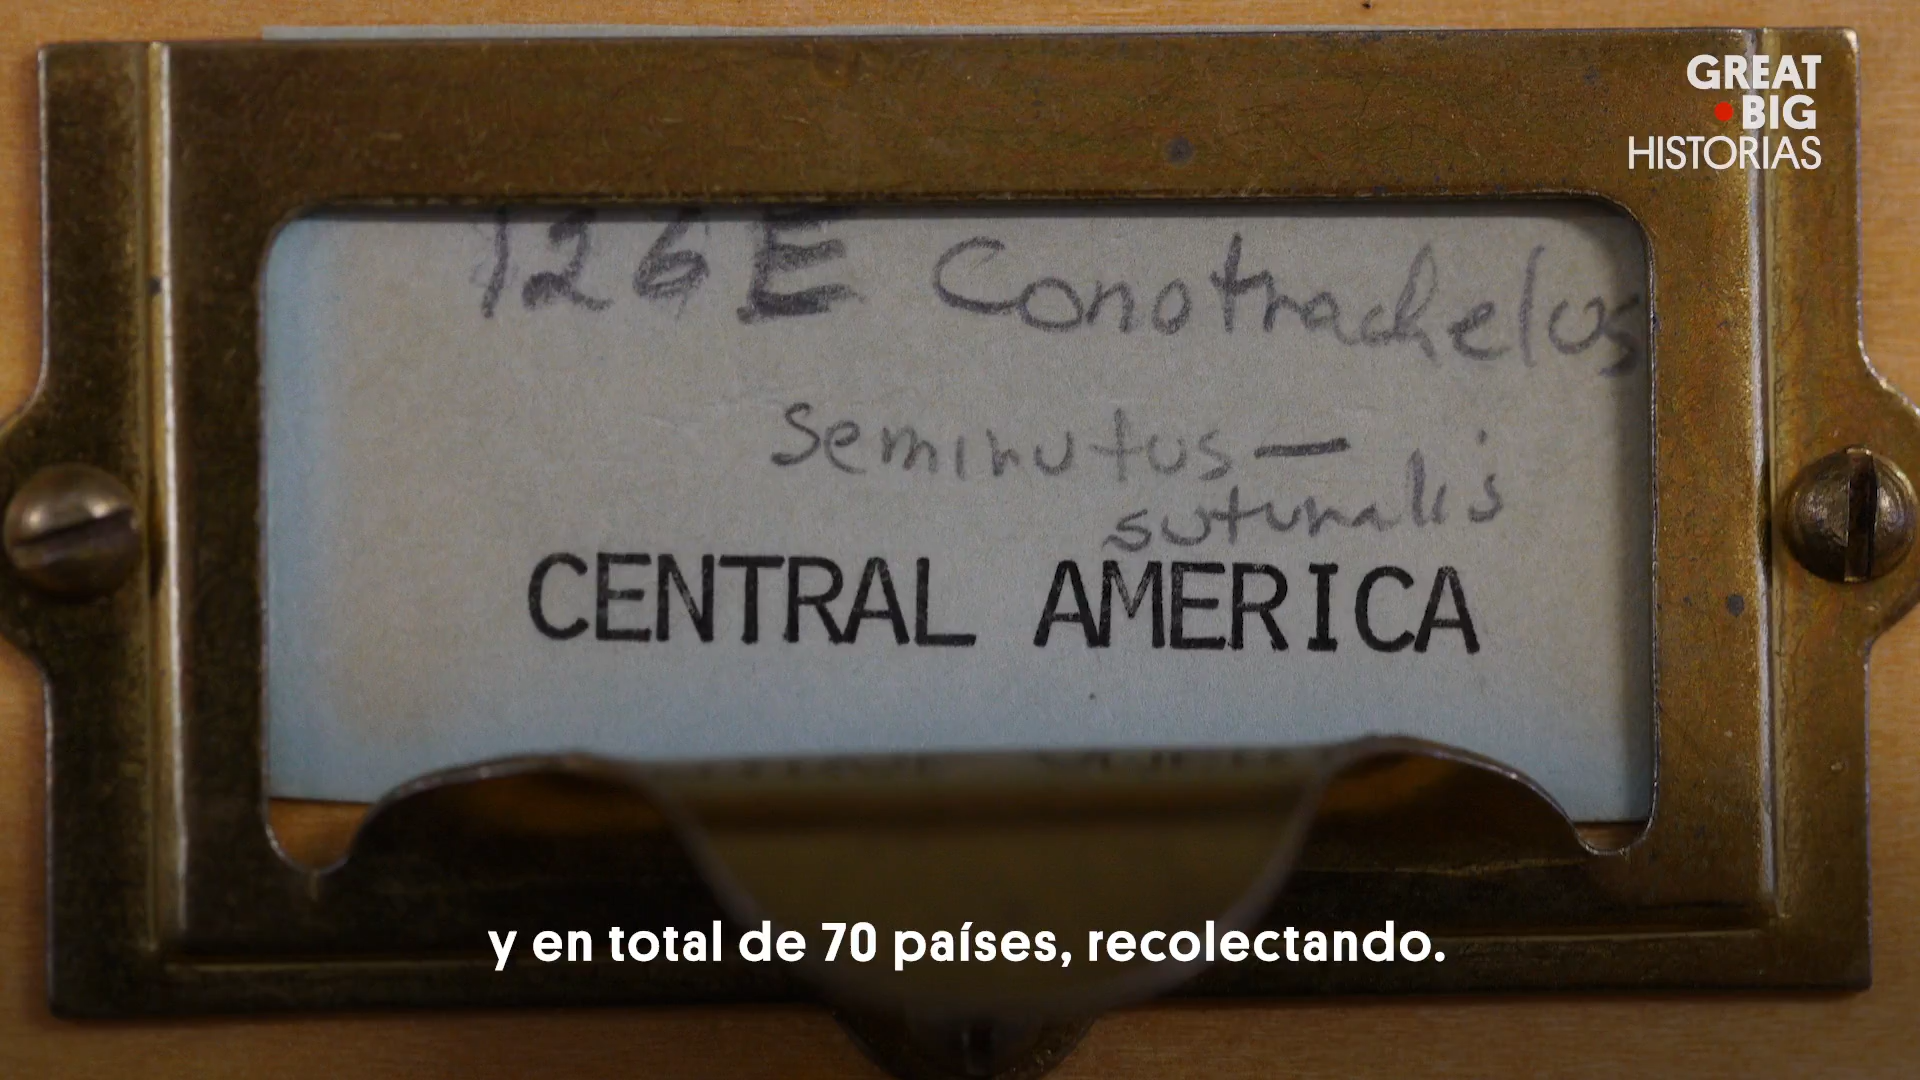 GREAT
BIG
HISTORIAS
126E Conotrachelus
seminutus—
suturalis
CENTRAL AMERICA
y en total de 70 países, recolectando.